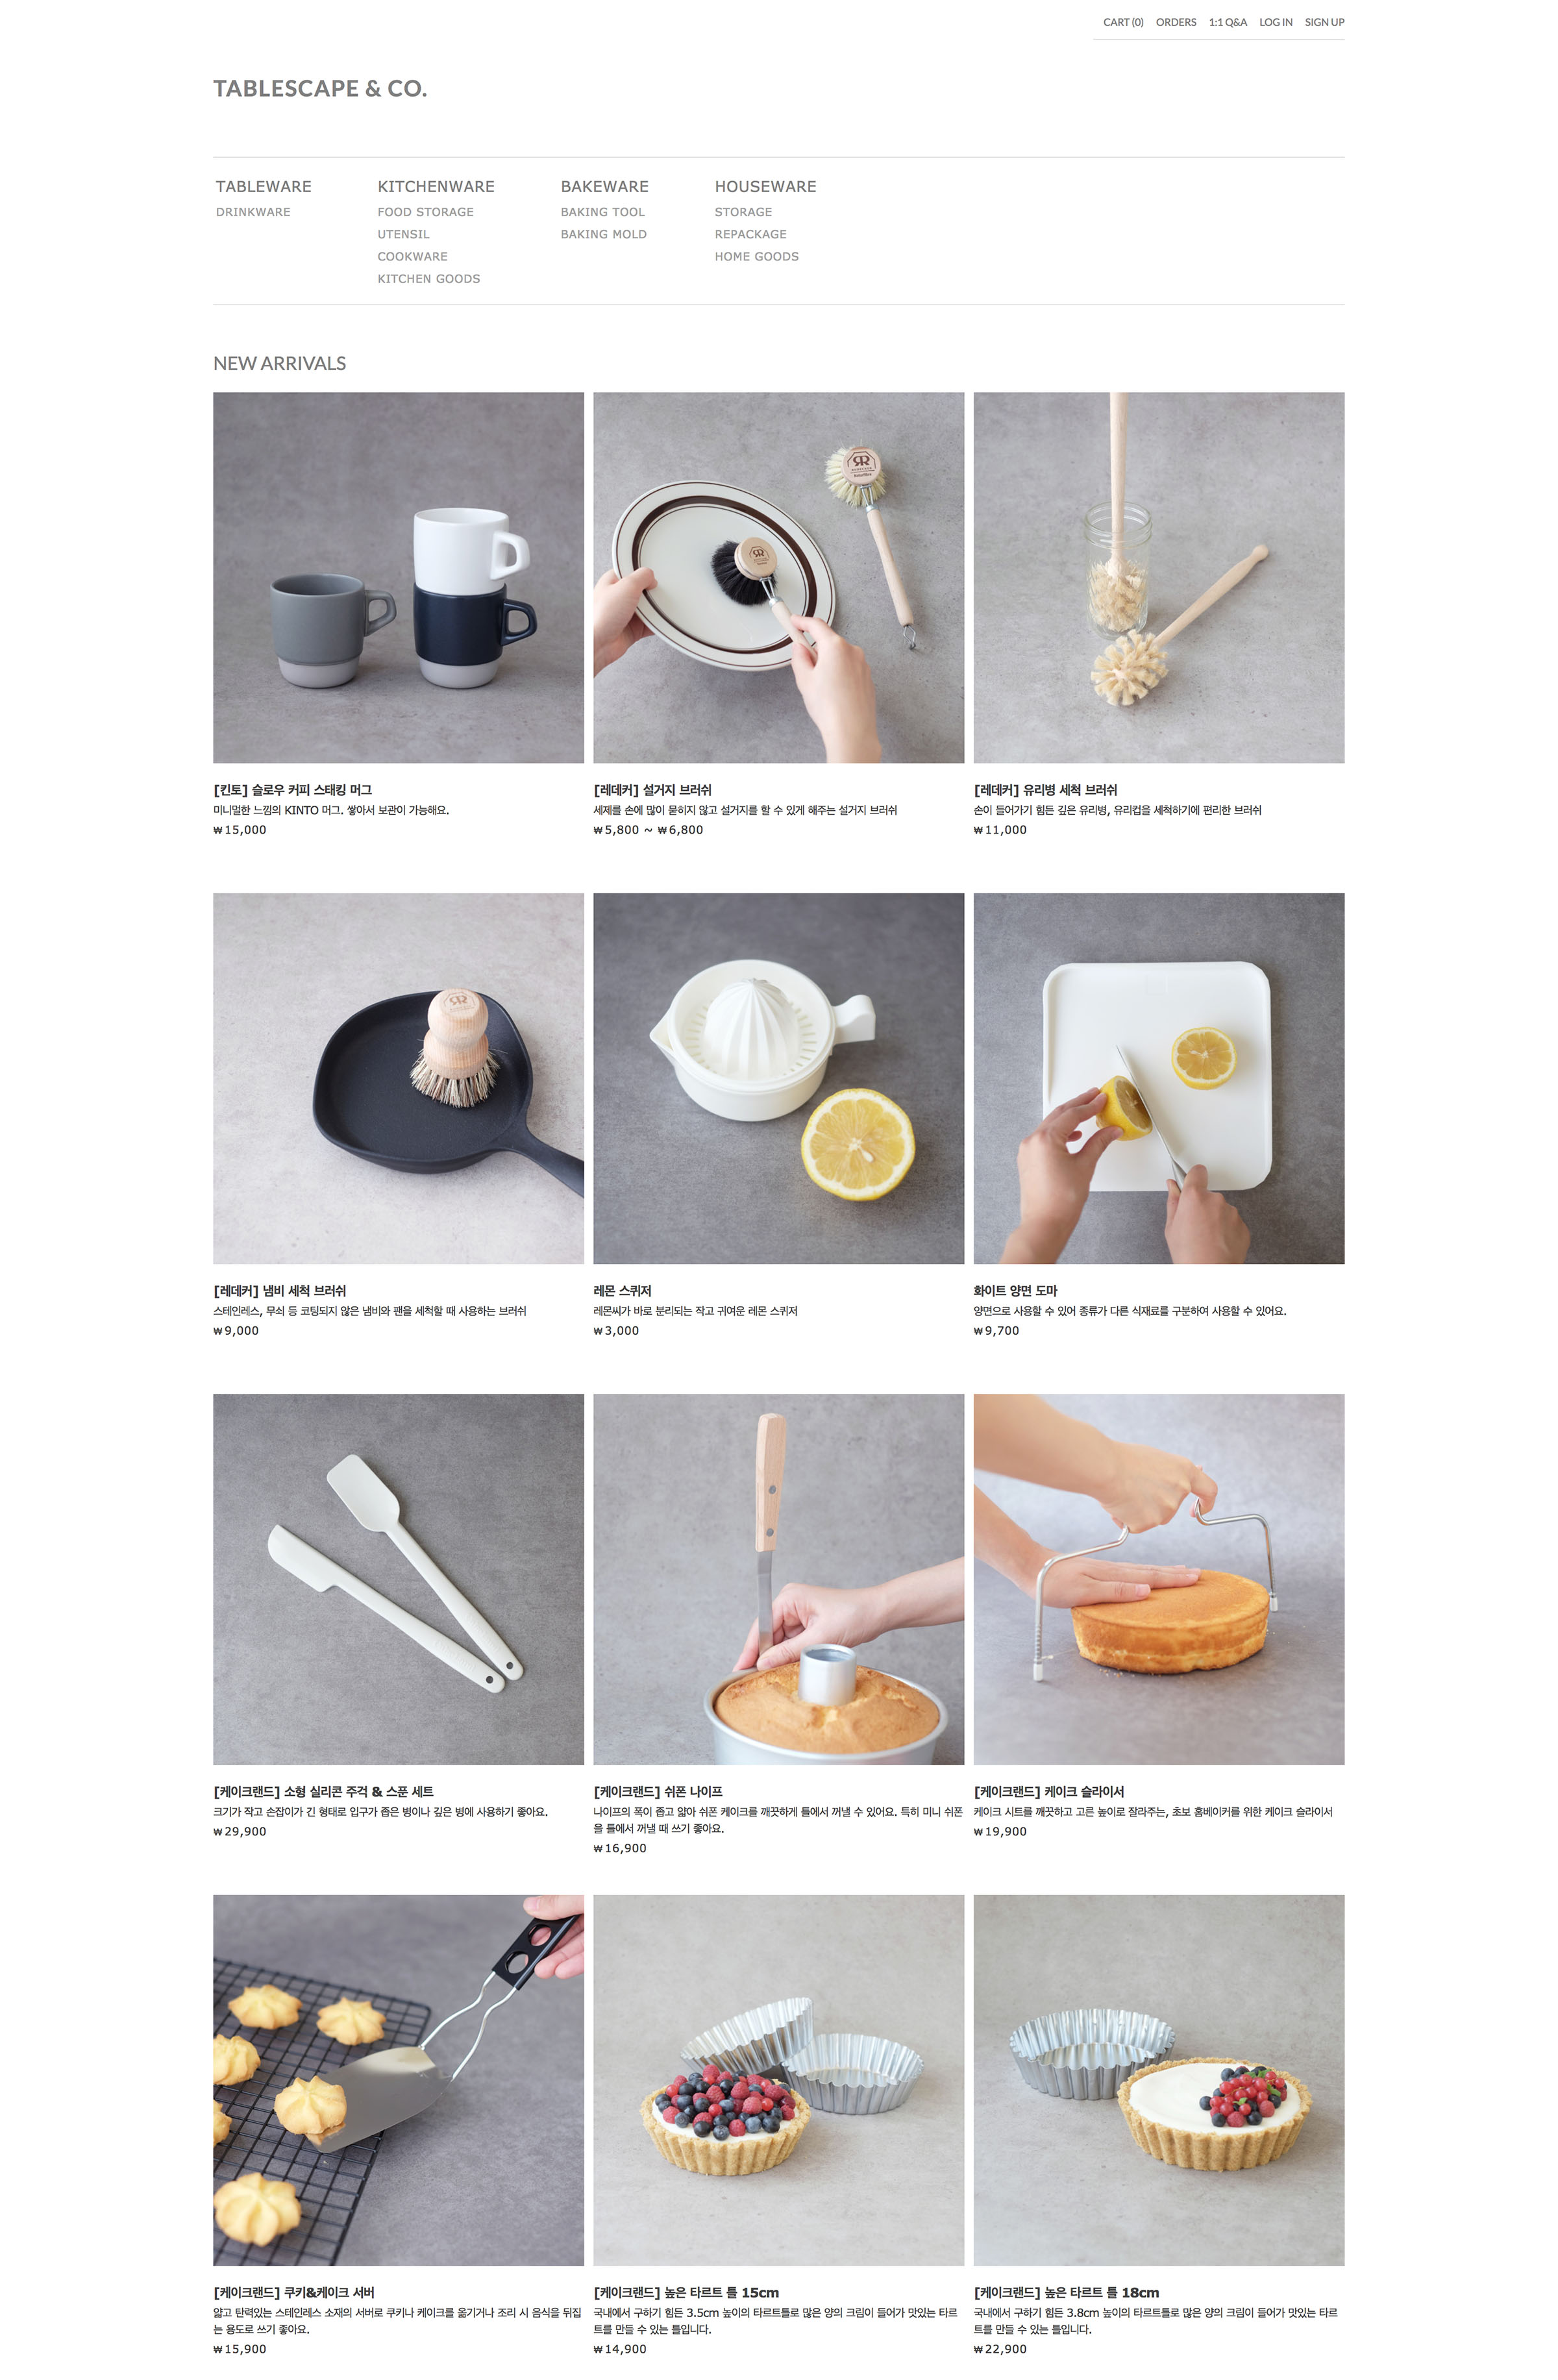 CART (0) ORDERS 1:1 Q&A LOG IN SIGN UP
TABLESCAPE & CO.
TABLEWARE
DRINKWARE
KITCHENWARE
FOOD STORAGE
UTENSIL
COOKWARE
KITCHEN GOODS
BAKEWARE
BAKING TOOL
BAKING MOLD
HOUSEWARE
STORAGE
REPACKAGE
HOME GOODS
NEW ARRIVALS
[킨토] 슬로우 커피 스태킹 머그
미니멀한 느낌의 KINTO 머그. 쌓아서 보관이 가능해요.
₩15,000
[레데커] 설거지 브러쉬
세제를 손에 많이 묻히지 않고 설거지를 할 수 있게 해주는 설거지 브러쉬
₩5,800 ~ ₩6,800
[레데커] 유리병 세척 브러쉬
손이 들어가기 힘든 깊은 유리병, 유리컵을 세척하기에 편리한 브러쉬
₩11,000
[레데커] 냄비 세척 브러쉬
스테인레스, 무쇠 등 코팅되지 않은 냄비와 팬을 세척할 때 사용하는 브러쉬
₩9,000
레몬 스퀴저
레몬씨가 바로 분리되는 작고 귀여운 레몬 스퀴저
₩3,000
화이트 양면 도마
양면으로 사용할 수 있어 종류가 다른 식재료를 구분하여 사용할 수 있어요.
₩9,700
[케이크랜드] 소형 실리콘 주걱 & 스푼 세트
크기가 작고 손잡이가 긴 형태로 입구가 좁은 병이나 깊은 병에 사용하기 좋아요.
₩29,900
[케이크랜드] 쉬폰 나이프
나이프의 폭이 좁고 얇아 쉬폰 케이크를 깨끗하게 틀에서 꺼낼 수 있어요. 특히 미니 쉬폰
을 틀에서 꺼낼 때 쓰기 좋아요.
₩16,900
[케이크랜드] 케이크 슬라이서
케이크 시트를 깨끗하고 고른 높이로 잘라주는, 초보 홈베이커를 위한 케이크 슬라이서
₩19,900
[케이크랜드] 쿠키&케이크 서버
얇고 탄력있는 스테인레스 소재의 서버로 쿠키나 케이크를 옮기거나 조리 시 음식을 뒤집
는 용도로 쓰기 좋아요.
₩15,900
[케이크랜드] 높은 타르트 틀 15cm
국내에서 구하기 힘든 3.5cm 높이의 타르트틀로 많은 양의 크림이 들어가 맛있는 타르
트를 만들 수 있는 틀입니다.
₩14,900
[케이크랜드] 높은 타르트 틀 18cm
국내에서 구하기 힘든 3.8cm 높이의 타르트틀로 많은 양의 크림이 들어가 맛있는 타르
트를 만들 수 있는 틀입니다.
₩22,900